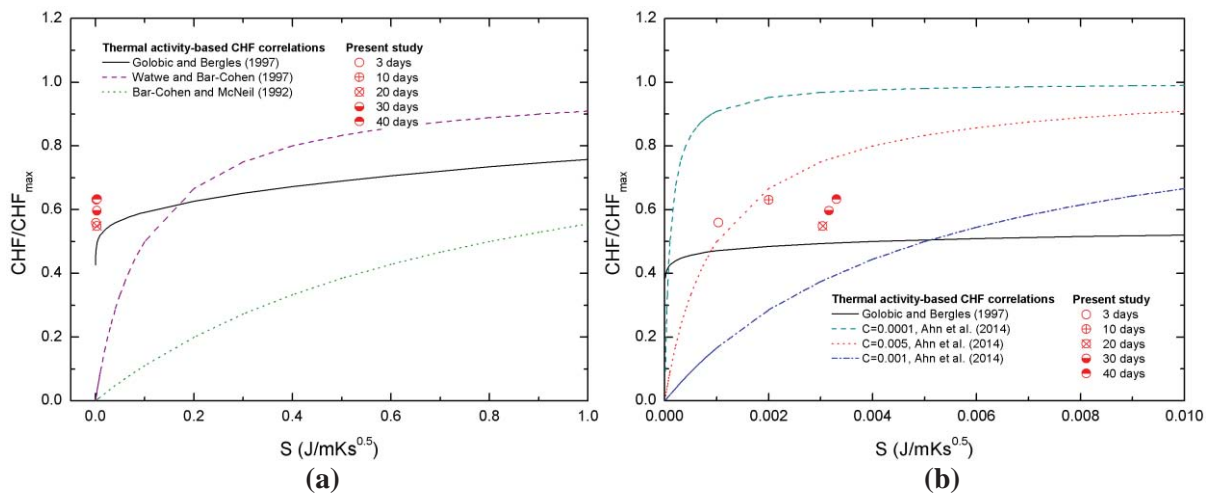 1.2
1.0
0.8
0.6
0.4
0.2
0.0
CHF/CHFmax
Thermal activity-based CHF correlations
Golobic and Bergles (1997)
Watwe and Bar-Cohen (1997)
Bar-Cohen and McNeil (1992)
Present study
3 days
10 days
20 days
30 days
40 days
0.0 0.2 0.4 0.6 0.8 1.0
S (J/mKs0.5)
(a)
1.2
1.0
0.8
0.6
0.4
0.2
0.0
CHF/CHFmax
Thermal activity-based CHF correlations
Golobic and Bergles (1997)
C=0.0001, Ahn et al. (2014)
C=0.005, Ahn et al. (2014)
C=0.001, Ahn et al. (2014)
Present study
3 days
10 days
20 days
30 days
40 days
0.000 0.002 0.004 0.006 0.008 0.010
S (J/mKs0.5)
(b)